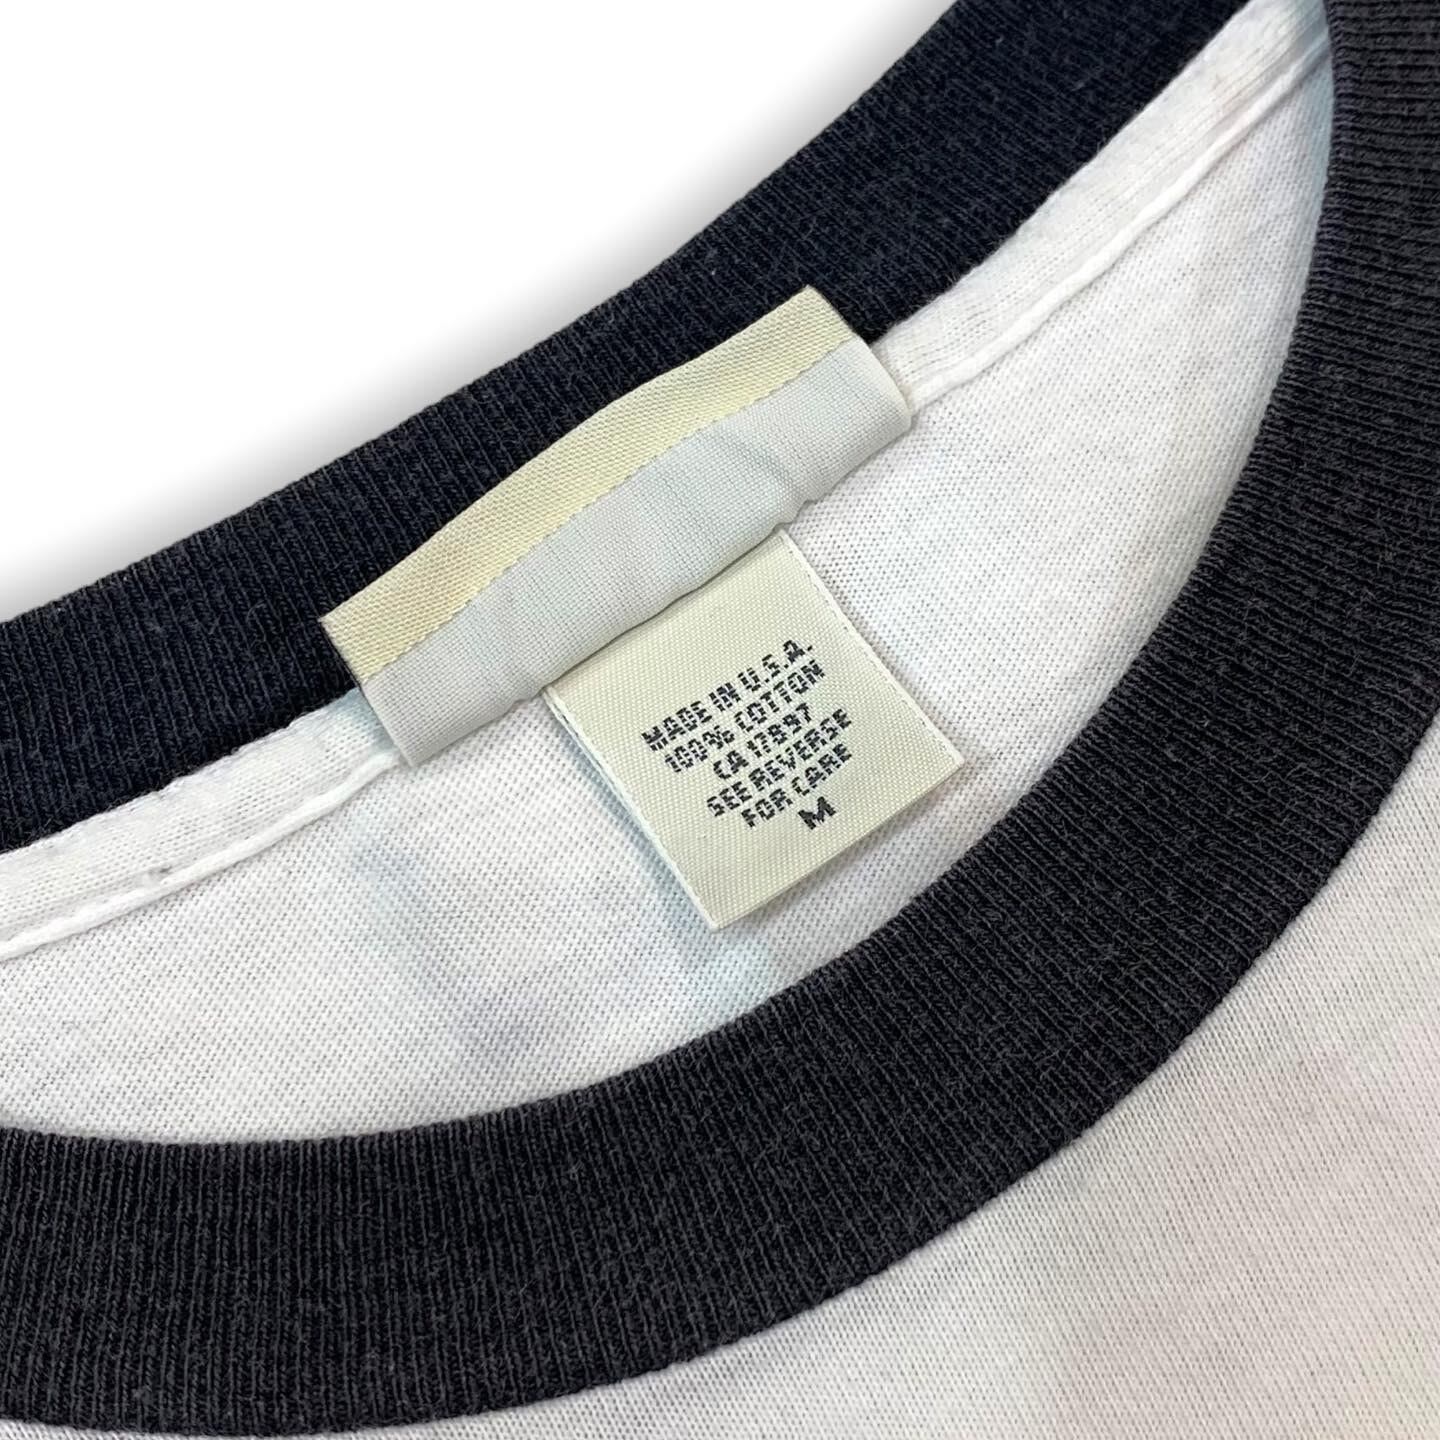 MADE IN U.S.A.
100% COTTON
CA 17897
SEE REVERSE
FOR CARE
M